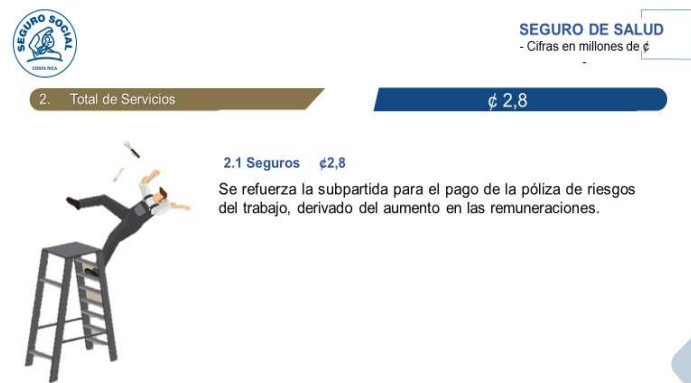 SEGURO SOCIAL
COSTA RICA
SEGURO DE SALUD
- Cifras en millones de ₡
-
2. Total de Servicios
₡ 2,8
2.1 Seguros ₡2,8
Se refuerza la subpartida para el pago de la póliza de riesgos
del trabajo, derivado del aumento en las remuneraciones.